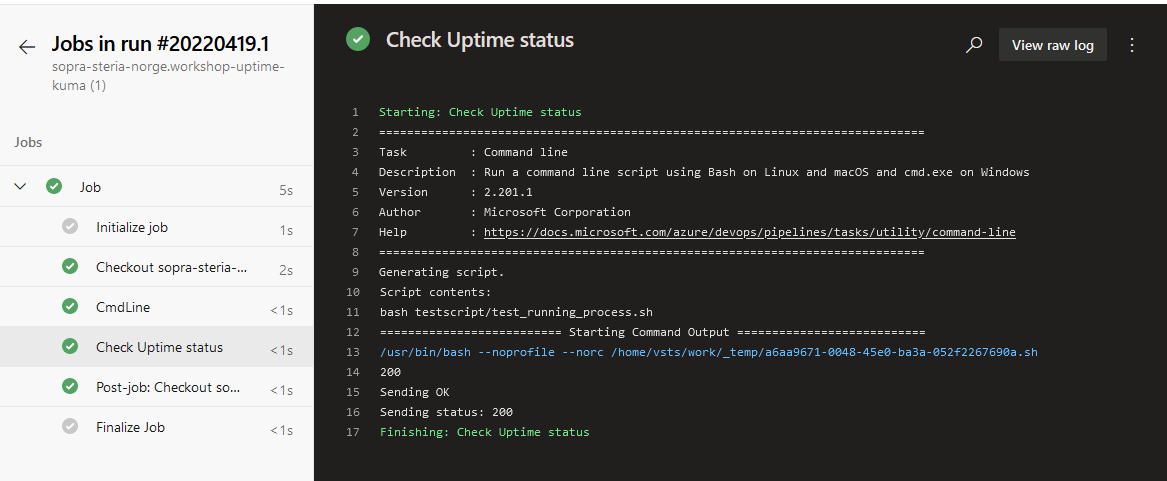 Jobs in run #20220419.1
sopra-steria-norge.workshop-uptime-
kuma (1)
Jobs
Job 5s
Initialize job 1s
Checkout sopra-steria-... 2s
CmdLine <1s
Check Uptime status <1s
Post-job: Checkout so... <1s
Finalize Job <1s
Check Uptime status
View raw log
1 Starting: Check Uptime status
2 ==============================================================================
3 Task         : Command line
4 Description  : Run a command line script using Bash on Linux and macOS and cmd.exe on Windows
5 Version      : 2.201.1
6 Author       : Microsoft Corporation
7 Help         : https://docs.microsoft.com/azure/devops/pipelines/tasks/utility/command-line
8 ==============================================================================
9 Generating script.
10 Script contents:
11 bash testscript/test_running_process.sh
12 ========================== Starting Command Output ===========================
13 /usr/bin/bash --noprofile --norc /home/vsts/work/_temp/a6aa9671-0048-45e0-ba3a-052f2267690a.sh
14 200
15 Sending OK
16 Sending status: 200
17 Finishing: Check Uptime status